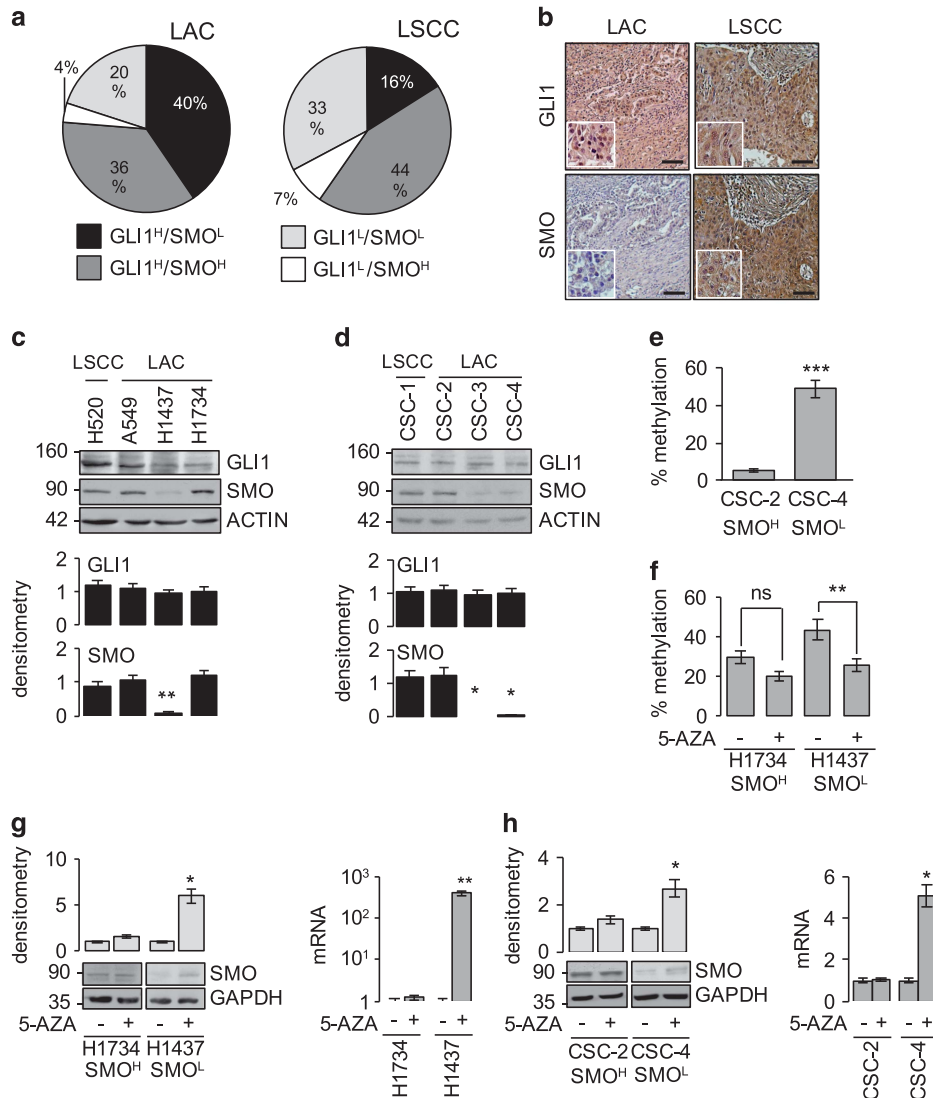 a
LAC
LSCC
4%
20
%
40%
36
%
16%
33
%
7%
44
%
GLI1ᴴ/SMOᴸ
GLI1ᴸ/SMOᴸ
GLI1ᴴ/SMOᴴ
GLI1ᴸ/SMOᴴ
b
LAC
LSCC
GLI1
SMO
c
LSCC
LAC
H520
A549
H1437
H1734
160
GLI1
90
SMO
42
ACTIN
densitometry
2
GLI1
1
0
2
SMO
1
**
0
d
LSCC
LAC
CSC-1
CSC-2
CSC-3
CSC-4
160
GLI1
90
SMO
42
ACTIN
densitometry
2
GLI1
1
0
2
SMO
1
*
*
0
e
% methylation
60
40
20
0
***
CSC-2
CSC-4
SMOᴴ
SMOᴸ
f
% methylation
60
40
20
0
ns
**
5-AZA
-
+
-
+
H1734
H1437
SMOᴴ
SMOᴸ
g
densitometry
10
5
0
*
90
SMO
35
GAPDH
5-AZA
-
+
-
+
H1734
H1437
SMOᴴ
SMOᴸ
mRNA
10³
10²
10¹
1
**
5-AZA
-
+
-
+
H1734
H1437
h
densitometry
4
2
0
*
90
SMO
35
GAPDH
5-AZA
-
+
-
+
CSC-2
CSC-4
SMOᴴ
SMOᴸ
mRNA
6
4
2
0
*
5-AZA
-
+
-
+
CSC-2
CSC-4